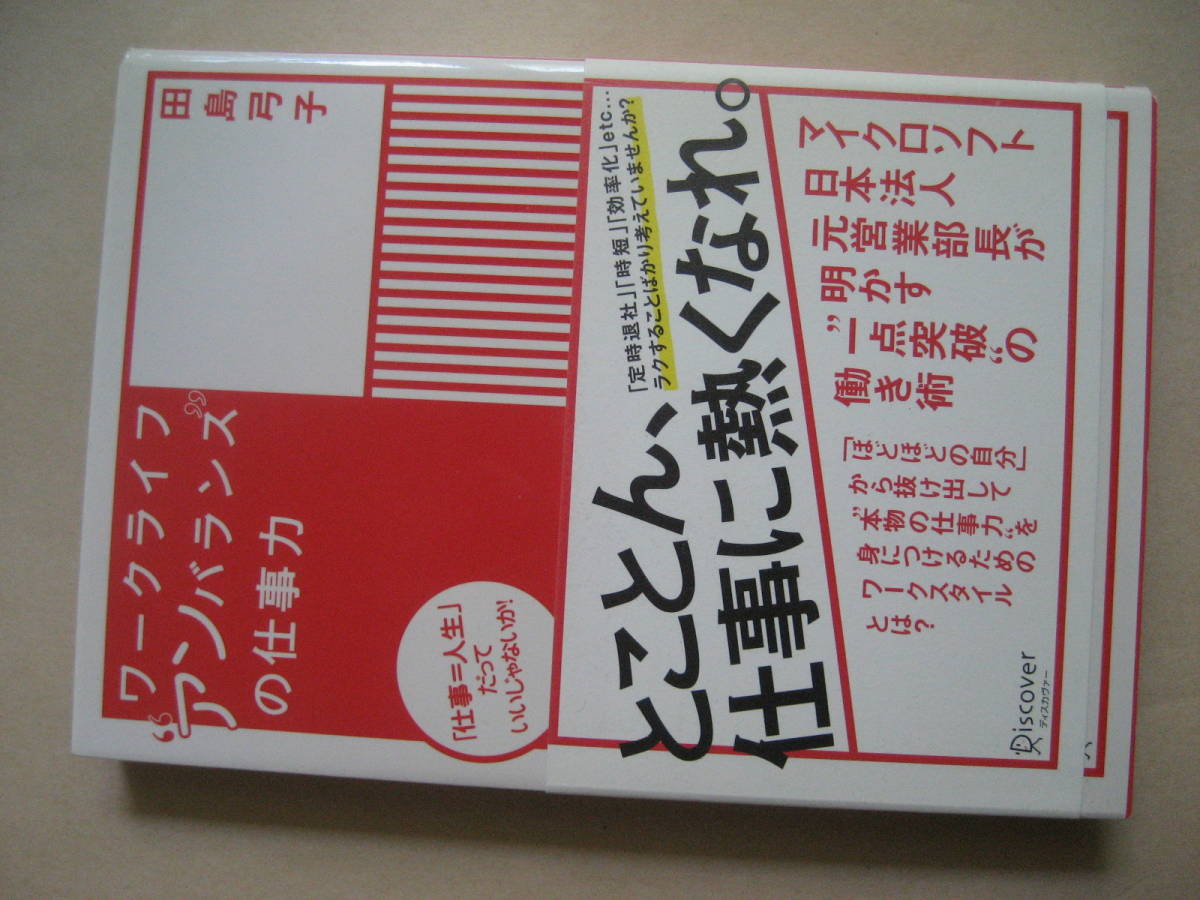 ワークライフ
“アンバランス”
の仕事力
田島弓子
「仕事=人生」
だって
いいじゃないか!
「定時退社」「時短」「効率化」etc…
ラクすることばかり考えていませんか?
とことん、
仕事に熱くなれ。
マイクロソフト
日本法人
元営業部長が
明かす
”一点突破“の
働き術
「ほどほどの自分」
から抜け出して
”本物の仕事力“を
身につけるための
ワークスタイル
とは?
Discover
ディスカヴァー